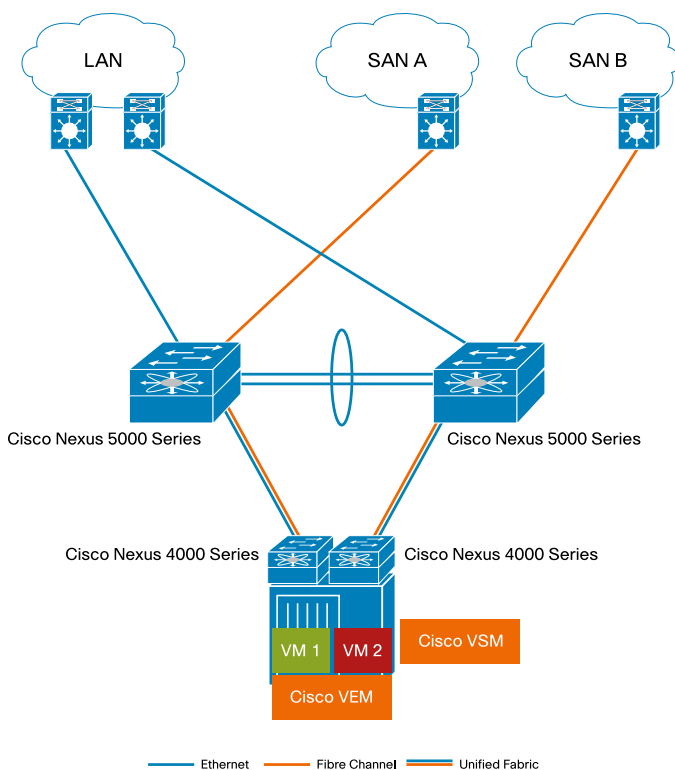 LAN
SAN A
SAN B
Cisco Nexus 5000 Series
Cisco Nexus 5000 Series
Cisco Nexus 4000 Series
Cisco Nexus 4000 Series
VM 1
VM 2
Cisco VSM
Cisco VEM
Ethernet
Fibre Channel
Unified Fabric